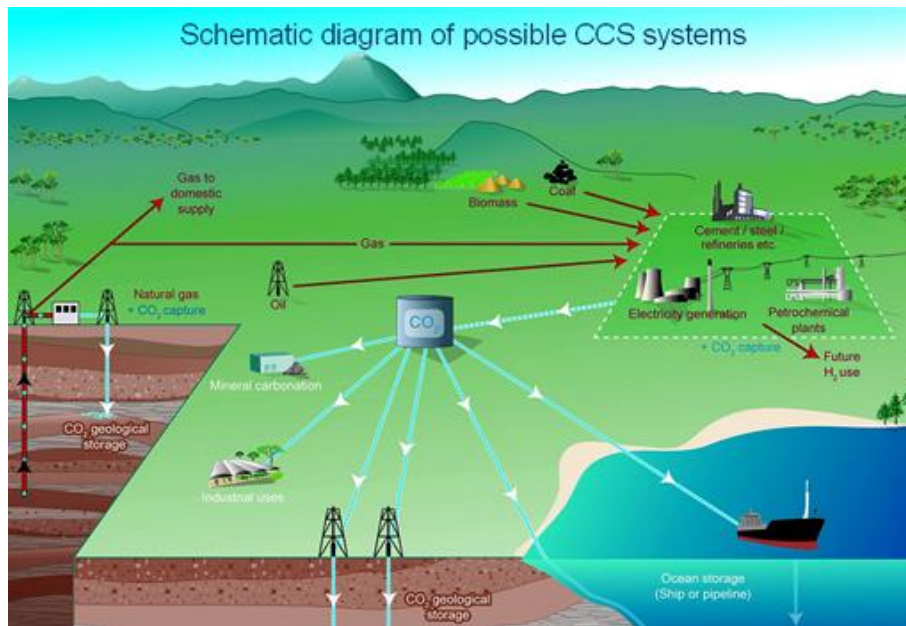 Schematic diagram of possible CCS systems
Gas to
domestic
supply
Biomass
Coal
Cement / steel /
refineries etc
Gas
Natural gas
+ CO₂ capture
Oil
CO₂
Electricity generation
Petrochemical
plants
+ CO₂ capture
Future
H₂ use
Mineral carbonation
CO₂ geological
storage
Industrial uses
CO₂ geological
storage
Ocean storage
(Ship or pipeline)